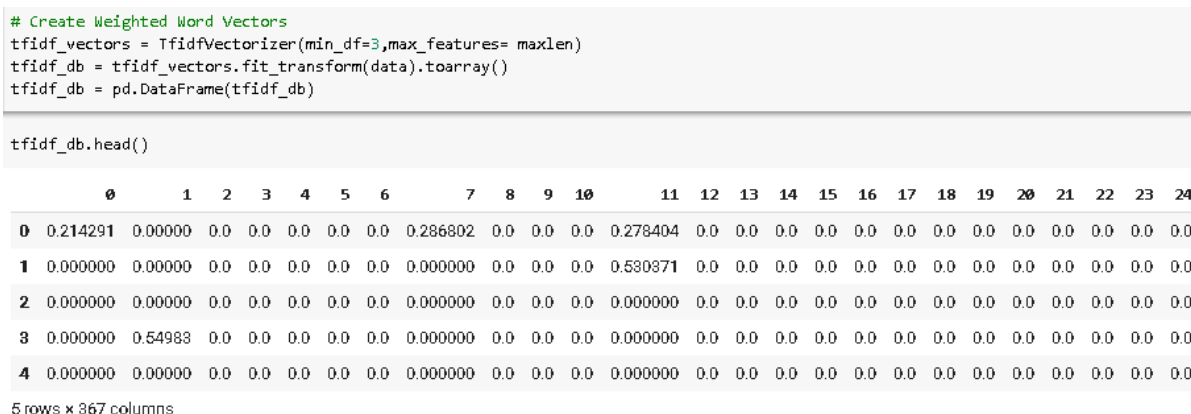 # Create Weighted Word Vectors
tfidf_vectors = TfidfVectorizer(min_df=3,max_features= maxlen)
tfidf_db = tfidf_vectors.fit_transform(data).toarray()
tfidf_db = pd.DataFrame(tfidf_db)
tfidf_db.head()
0 1 2 3 4 5 6 7 8 9 10 11 12 13 14 15 16 17 18 19 20 21 22 23 24
0 0.214291 0.00000 0.0 0.0 0.0 0.0 0.0 0.286802 0.0 0.0 0.0 0.278404 0.0 0.0 0.0 0.0 0.0 0.0 0.0 0.0 0.0 0.0 0.0 0.0 0.0
1 0.000000 0.00000 0.0 0.0 0.0 0.0 0.0 0.000000 0.0 0.0 0.0 0.530371 0.0 0.0 0.0 0.0 0.0 0.0 0.0 0.0 0.0 0.0 0.0 0.0 0.0
2 0.000000 0.00000 0.0 0.0 0.0 0.0 0.0 0.000000 0.0 0.0 0.0 0.000000 0.0 0.0 0.0 0.0 0.0 0.0 0.0 0.0 0.0 0.0 0.0 0.0 0.0
3 0.000000 0.54983 0.0 0.0 0.0 0.0 0.0 0.000000 0.0 0.0 0.0 0.000000 0.0 0.0 0.0 0.0 0.0 0.0 0.0 0.0 0.0 0.0 0.0 0.0 0.0
4 0.000000 0.00000 0.0 0.0 0.0 0.0 0.0 0.000000 0.0 0.0 0.0 0.000000 0.0 0.0 0.0 0.0 0.0 0.0 0.0 0.0 0.0 0.0 0.0 0.0 0.0
5 rows × 367 columns